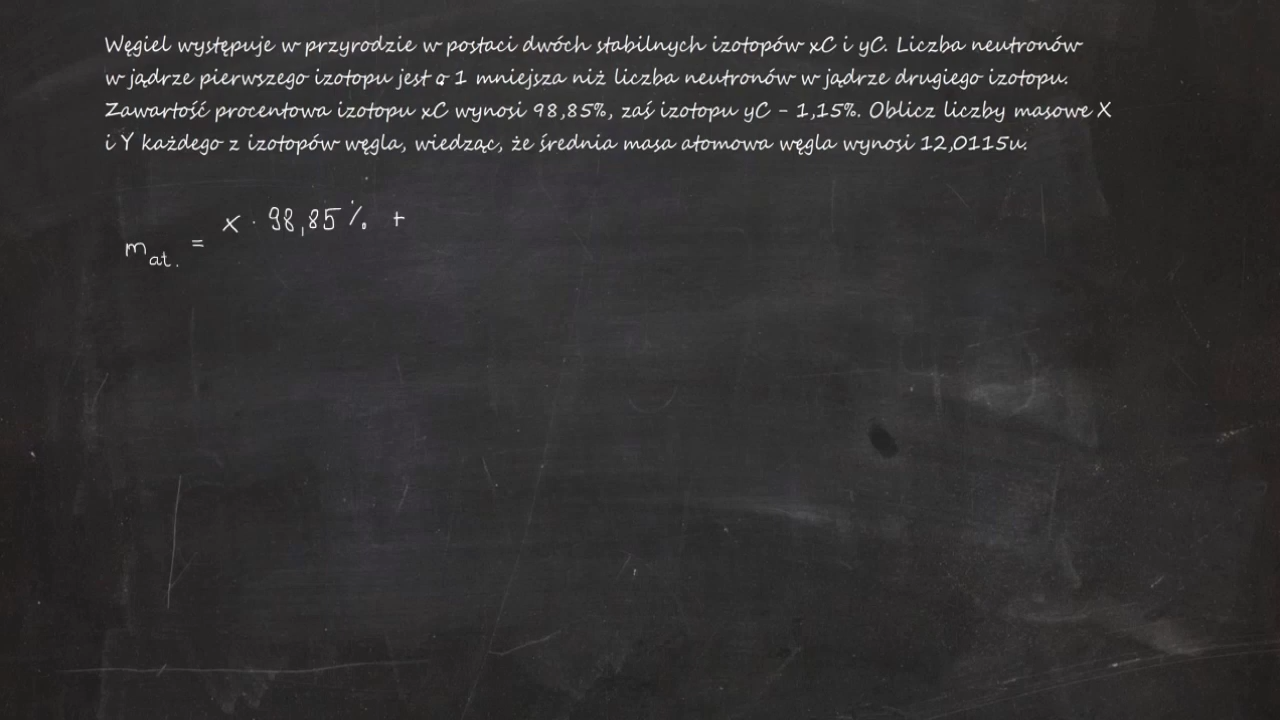 Węgiel występuje w przyrodzie w postaci dwóch stabilnych izotopów xC i yC. Liczba neutronów
w jądrze pierwszego izotopu jest o 1 mniejsza niż liczba neutronów w jądrze drugiego izotopu.
Zawartość procentowa izotopu xC wynosi 98,85%, zaś izotopu yC - 1,15%. Oblicz liczby masowe X
i Y każdego z izotopów węgla, wiedząc, że średnia masa atomowa węgla wynosi 12,0115u.
m at. = x · 98,85% +